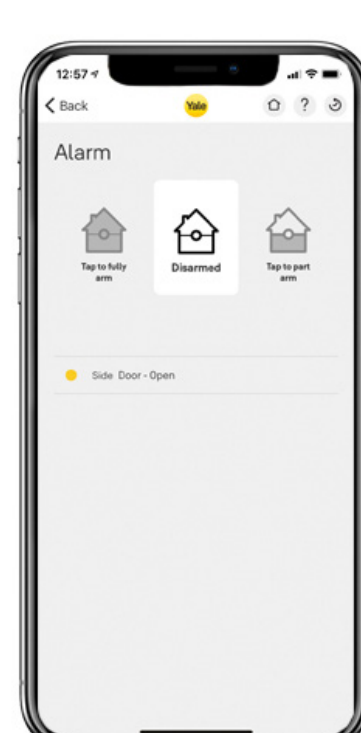 12:57
Back
Yale
?
Alarm
Tap to fully
arm
Disarmed
Tap to part
arm
Side Door - Open